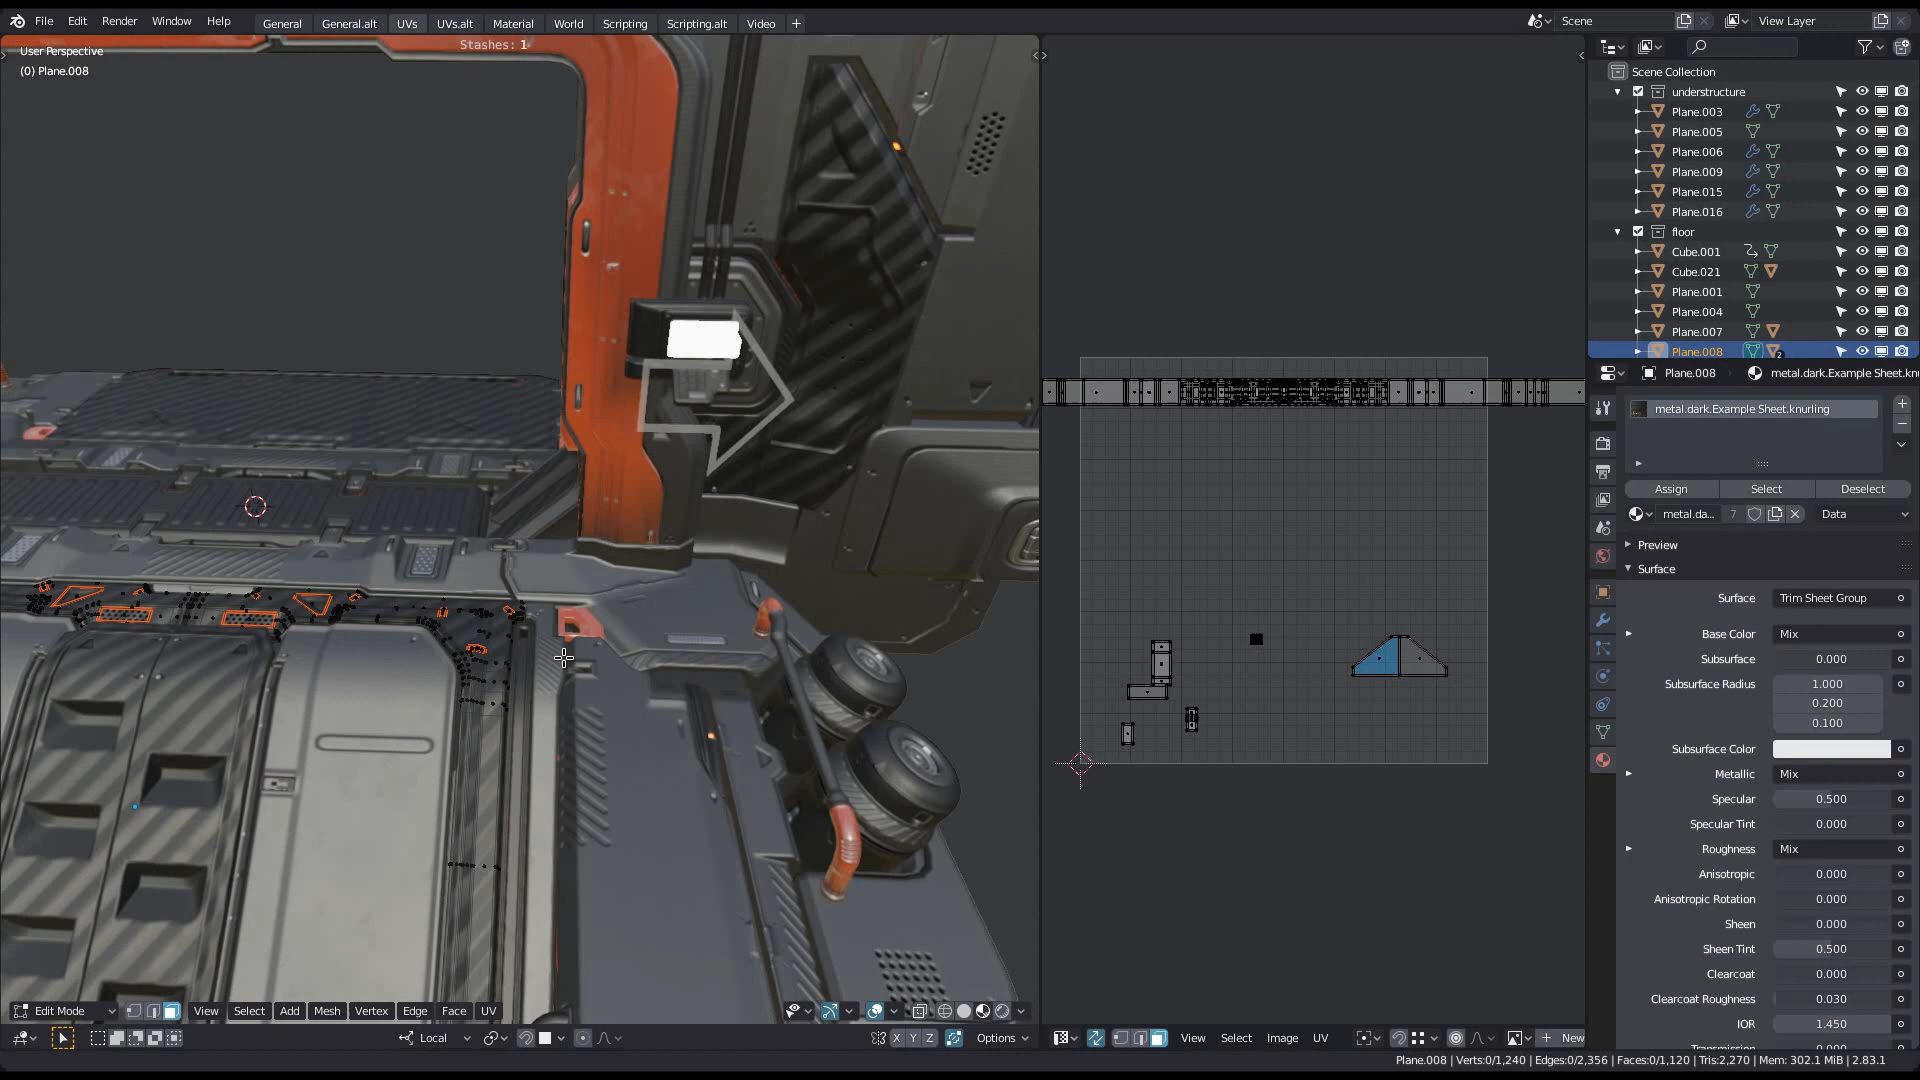 File Edit Render Window Help General General.alt UVs UVs.alt Material World Scripting Scripting.alt Video + Scene View Layer
Stashes: 1
User Perspective
(0) Plane.008
Scene Collection
understructure
Plane.003
Plane.005
Plane.006
Plane.009
Plane.015
Plane.016
floor
Cube.001
Cube.021
Plane.001
Plane.004
Plane.007
Plane.008 2
Plane.008 metal.dark.Example Sheet.kn
metal.dark.Example Sheet.knurling
Assign Select Deselect
metal.da... 7 Data
Preview
Surface
Surface Trim Sheet Group
Base Color Mix
Subsurface 0.000
Subsurface Radius 1.000
0.200
0.100
Subsurface Color
Metallic Mix
Specular 0.500
Specular Tint 0.000
Roughness Mix
Anisotropic 0.000
Anisotropic Rotation 0.000
Sheen 0.000
Sheen Tint 0.500
Clearcoat 0.000
Clearcoat Roughness 0.030
IOR 1.450
Edit Mode View Select Add Mesh Vertex Edge Face UV
Local X Y Z Options
View Select Image UV + New
Plane.008 | Verts:0/1,240 | Edges:0/2,356 | Faces:0/1,120 | Tris:2,270 | Mem: 302.1 MiB | 2.83.1